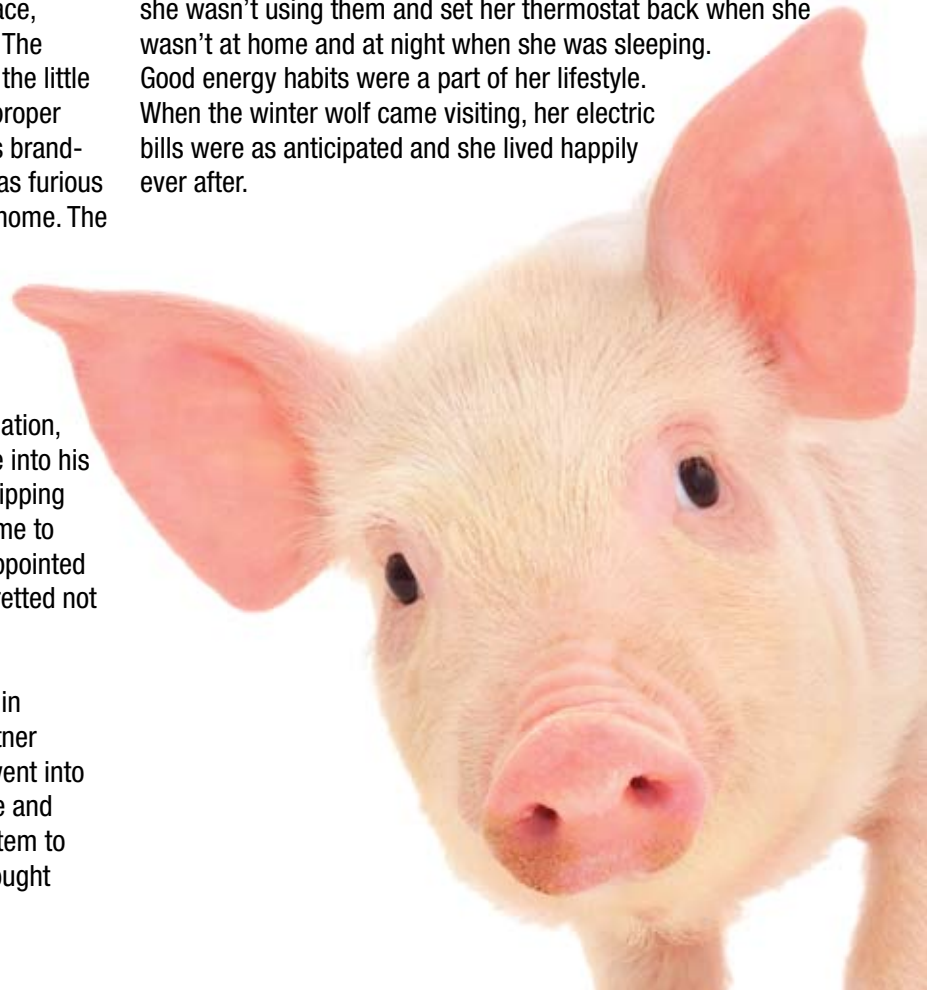 ace,
The
the little
proper
s brand-
as furious
home. The
ation,
e into his
ipping
me to
ppointed
retted not
in
tner
vent into
e and
tem to
ought
she wasn't using them and set her thermostat back when she
wasn't at home and at night when she was sleeping.
Good energy habits were a part of her lifestyle.
When the winter wolf came visiting, her electric
bills were as anticipated and she lived happily
ever after.